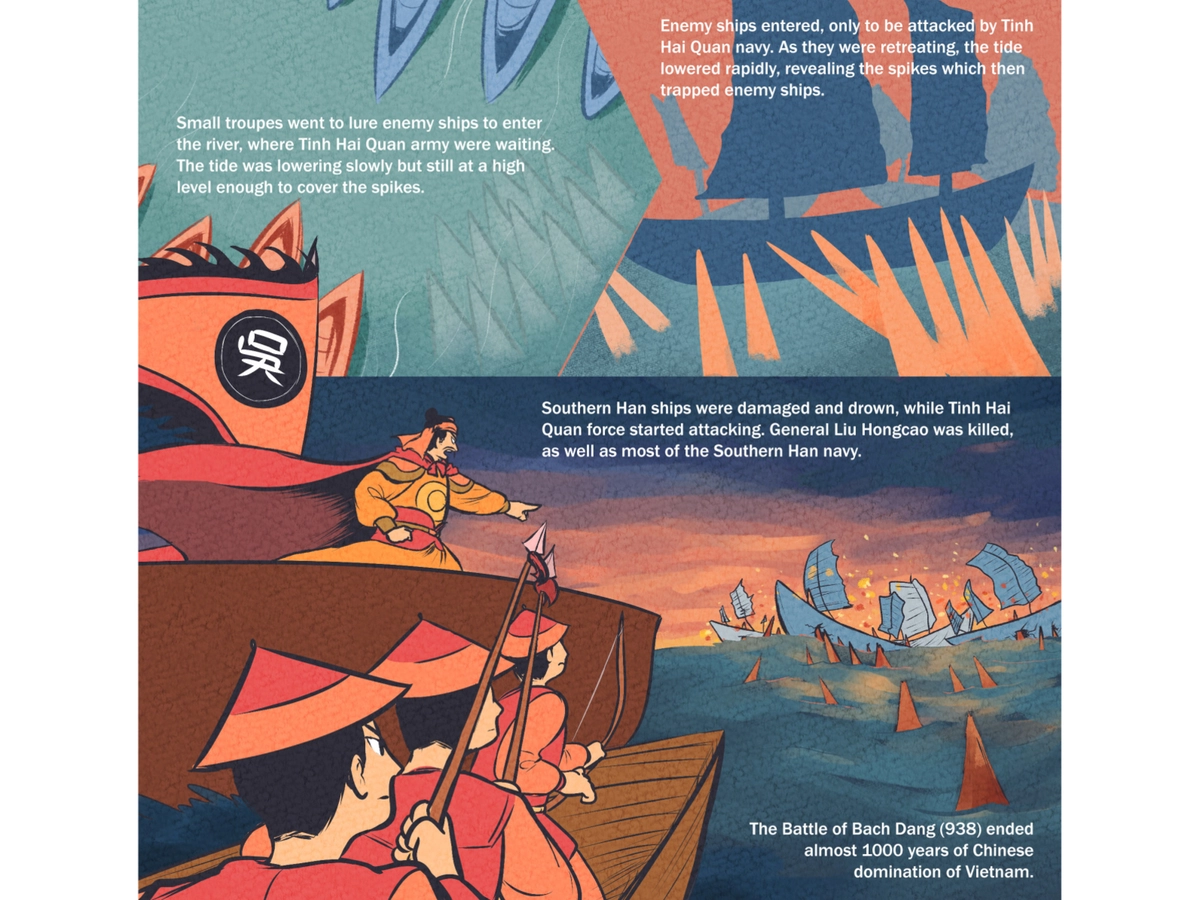 Small troupes went to lure enemy ships to enter
the river, where Tinh Hai Quan army were waiting.
The tide was lowering slowly but still at a high
level enough to cover the spikes.
Enemy ships entered, only to be attacked by Tinh
Hai Quan navy. As they were retreating, the tide
lowered rapidly, revealing the spikes which then
trapped enemy ships.
吳
Southern Han ships were damaged and drown, while Tinh Hai
Quan force started attacking. General Liu Hongcao was killed,
as well as most of the Southern Han navy.
The Battle of Bach Dang (938) ended
almost 1000 years of Chinese
domination of Vietnam.